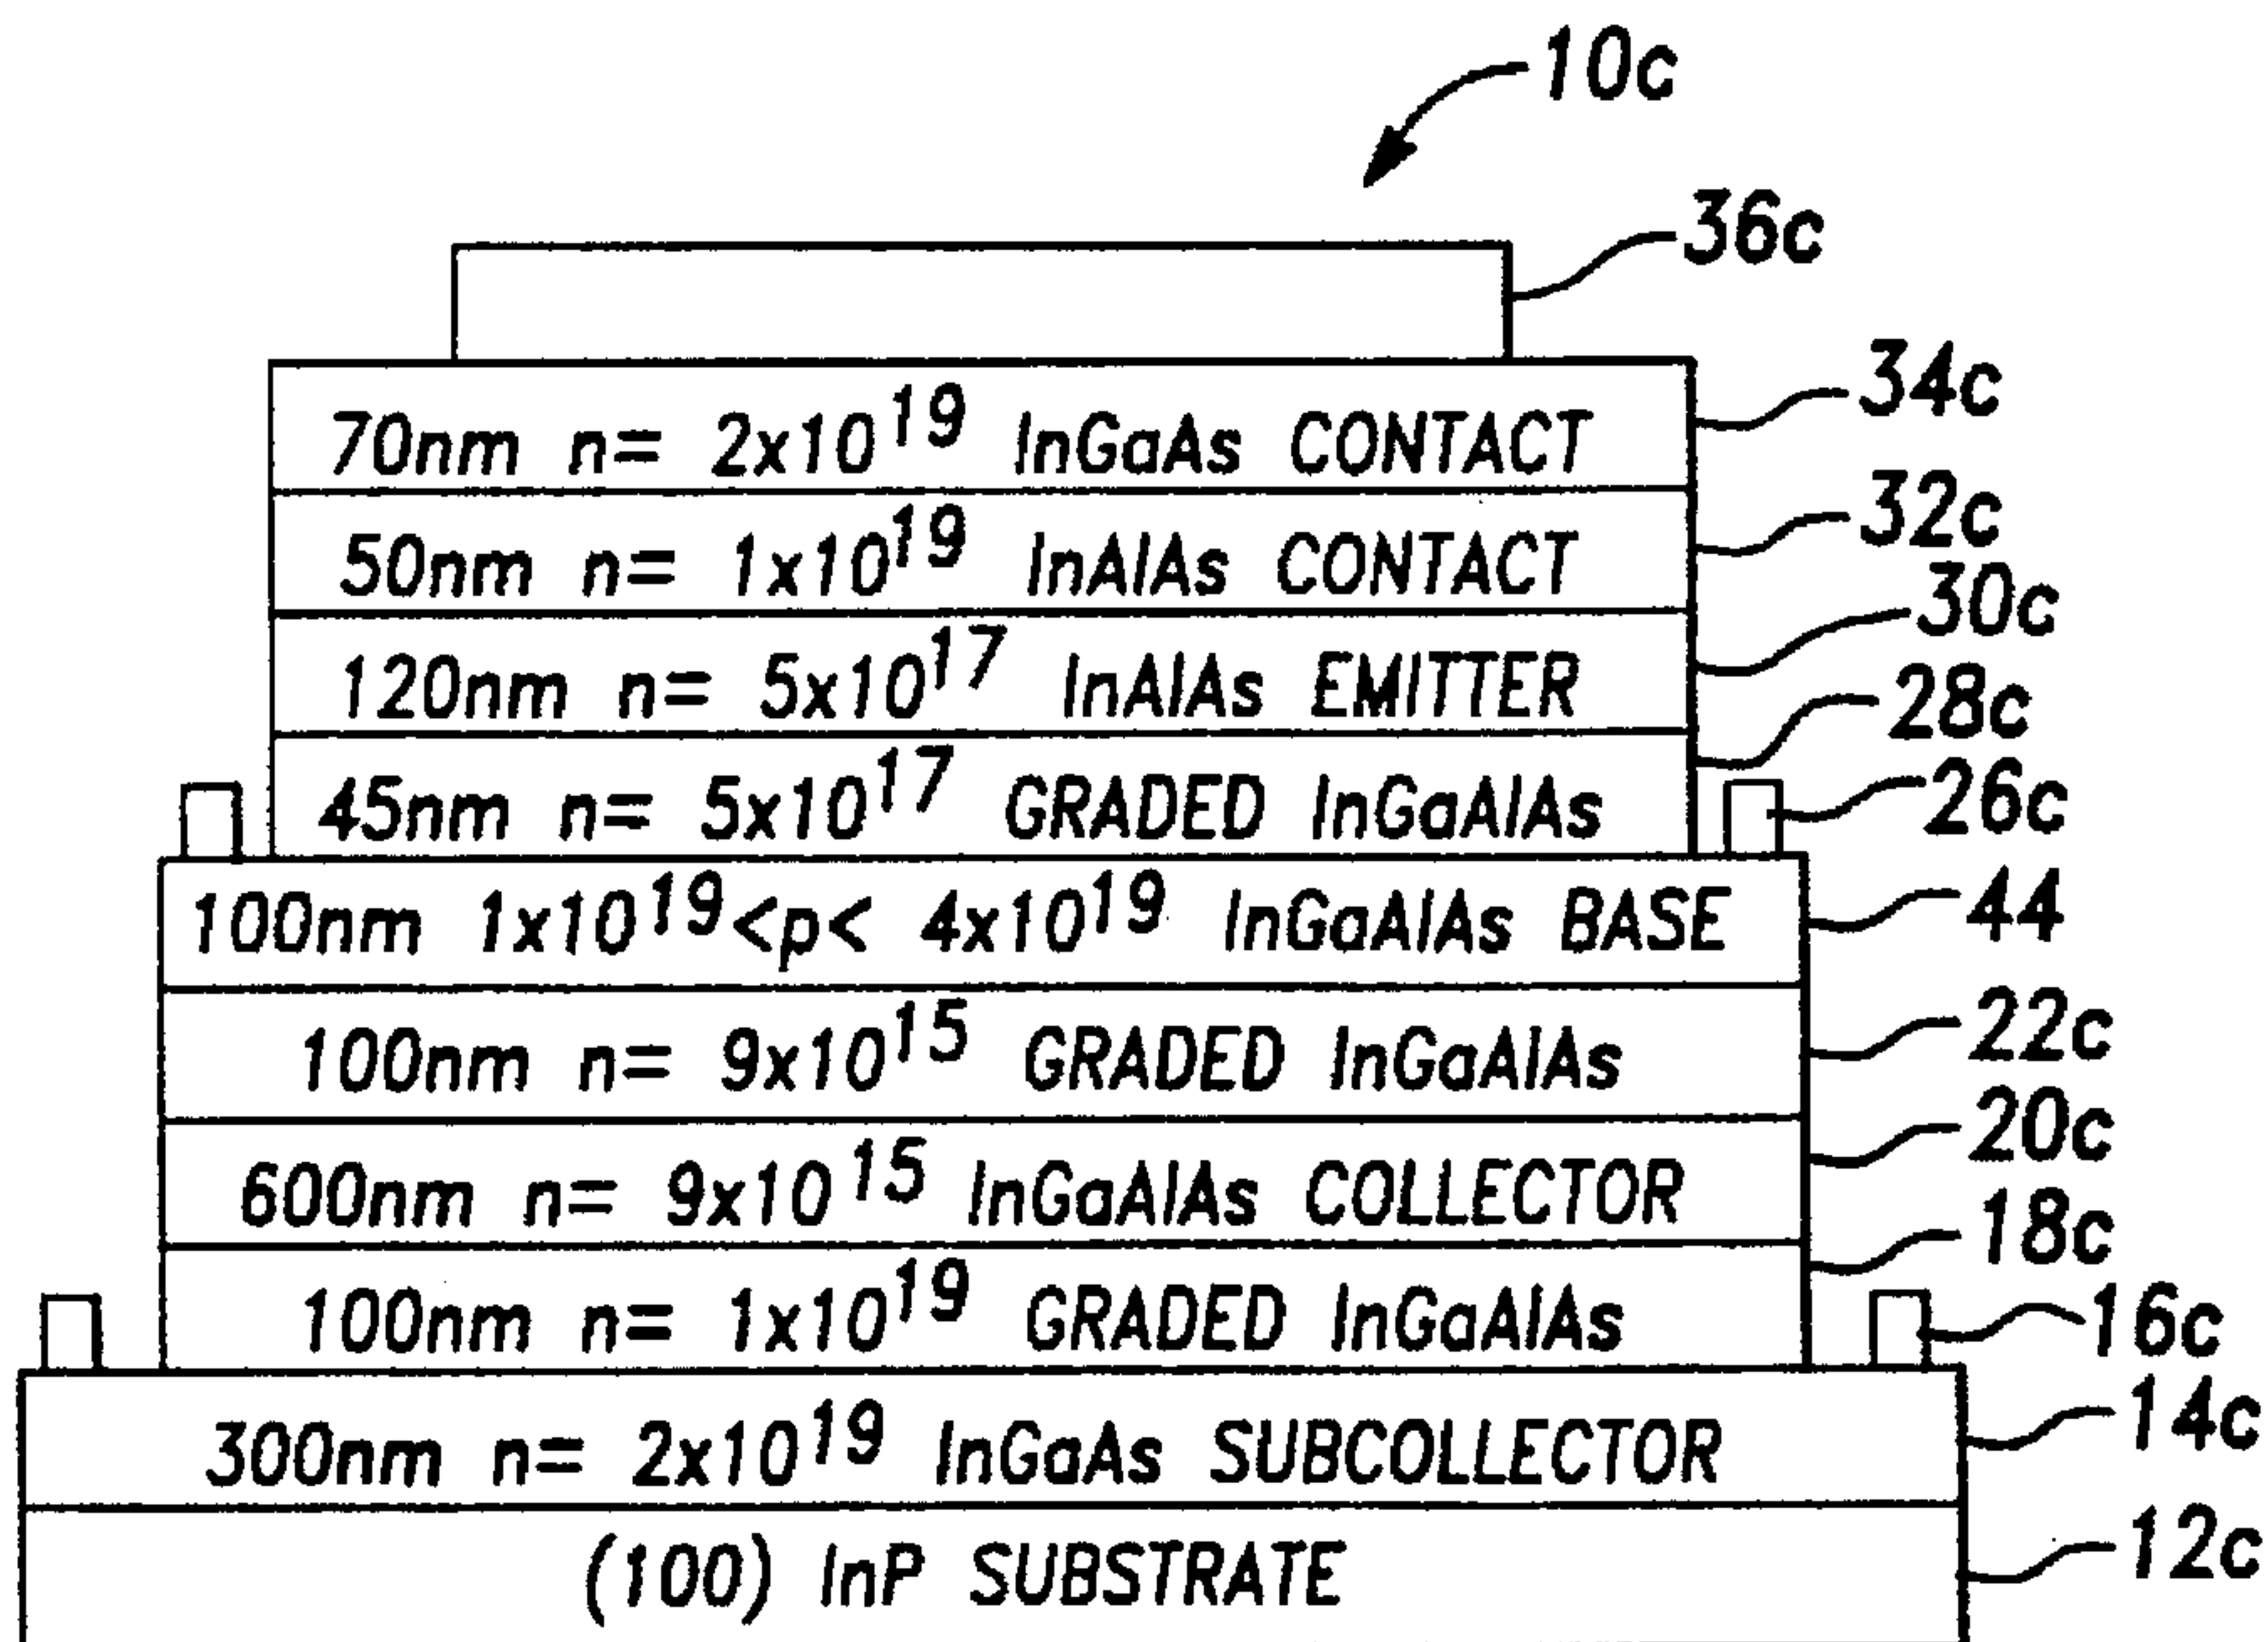 10c
36c
70nm n= 2x10^19 InGaAs CONTACT 34c
50nm n= 1x10^19 InAlAs CONTACT 32c
120nm n= 5x10^17 InAlAs EMITTER 30c
45nm n= 5x10^17 GRADED InGaAlAs 28c
26c
100nm 1x10^19<p< 4x10^19 InGaAlAs BASE 44
100nm n= 9x10^15 GRADED InGaAlAs 22c
600nm n= 9x10^15 InGaAlAs COLLECTOR 20c
100nm n= 1x10^19 GRADED InGaAlAs 18c
16c
300nm n= 2x10^19 InGaAs SUBCOLLECTOR 14c
(100) InP SUBSTRATE 12c